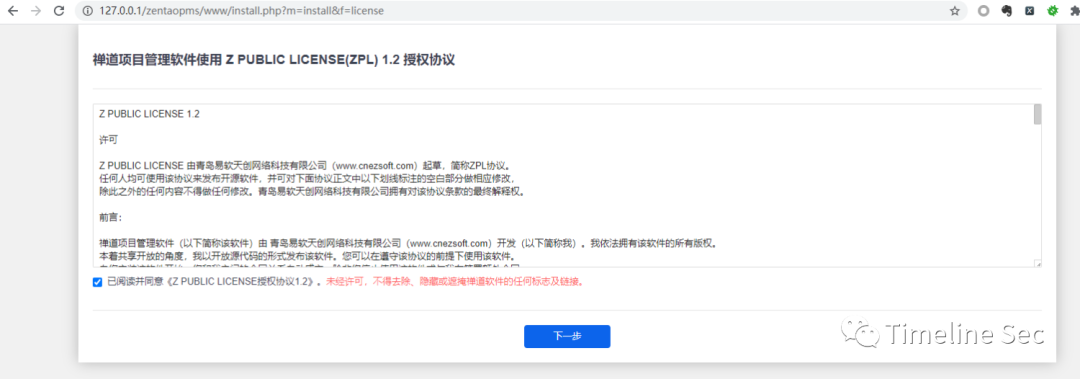 127.0.0.1/zentaopms/www/install.php?m=install&f=license
禅道项目管理软件使用 Z PUBLIC LICENSE(ZPL) 1.2 授权协议
Z PUBLIC LICENSE 1.2
许可
Z PUBLIC LICENSE 由青岛易软天创网络科技有限公司（www.cnezsoft.com）起草，简称ZPL协议。
任何人均可使用该协议来发布开源软件，并可对下面协议正文中以下划线标注的空白部分做相应修改，
除此之外的任何内容不得做任何修改。青岛易软天创网络科技有限公司拥有对该协议条款的最终解释权。
前言：
禅道项目管理软件（以下简称该软件）由 青岛易软天创网络科技有限公司（www.cnezsoft.com）开发（以下简称我）。我依法拥有该软件的所有版权。
本着共享开放的角度，我以开放源代码的形式发布该软件。您可以在遵守该协议的前提下使用该软件。
已阅读并同意《Z PUBLIC LICENSE授权协议1.2》。未经许可，不得去除、隐藏或遮掩禅道软件的任何标志及链接。
下一步
Timeline Sec